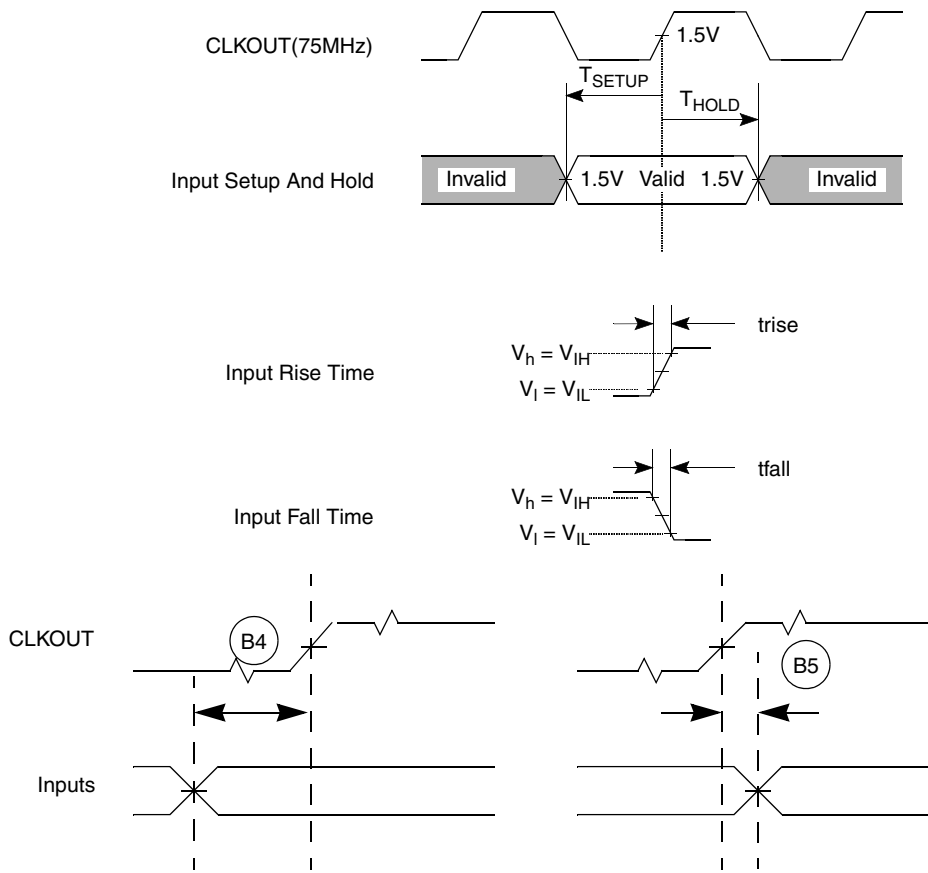 CLKOUT(75MHz)
1.5V
TSETUP
THOLD
Input Setup And Hold
Invalid
1.5V Valid 1.5V
Invalid
trise
Input Rise Time
Vh = VIH
Vl = VIL
tfall
Input Fall Time
Vh = VIH
Vl = VIL
CLKOUT
B4
B5
Inputs